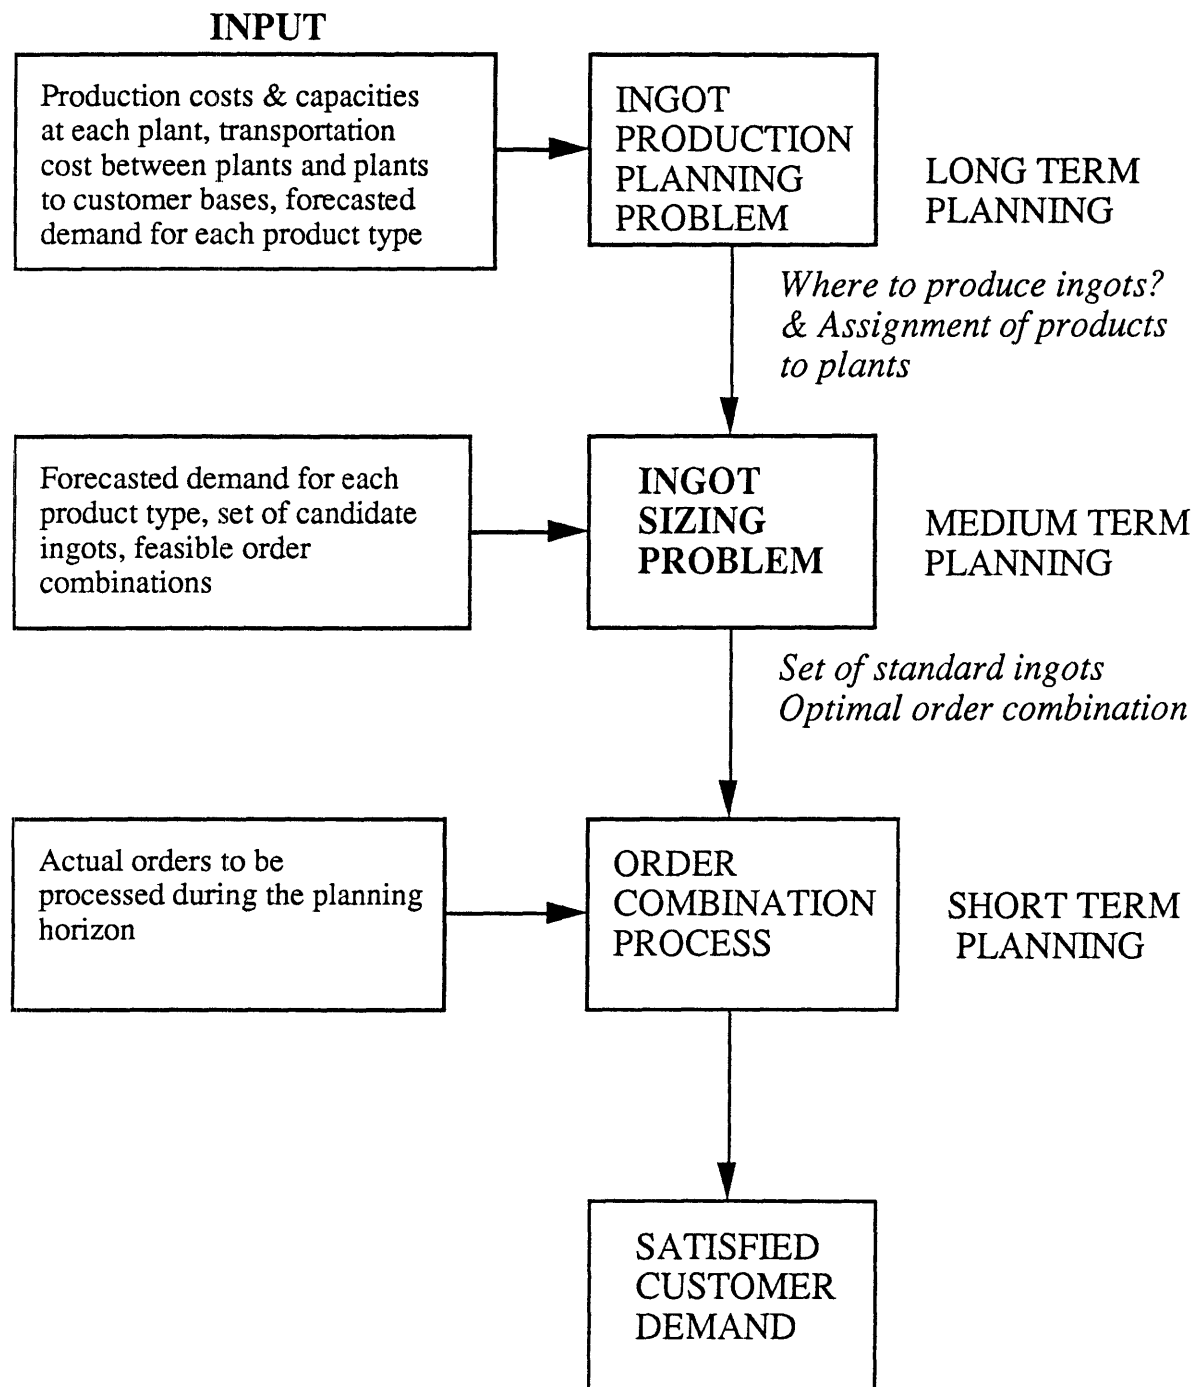 INPUT
Production costs & capacities
at each plant, transportation
cost between plants and plants
to customer bases, forecasted
demand for each product type
INGOT
PRODUCTION
PLANNING
PROBLEM
LONG TERM
PLANNING
Where to produce ingots?
& Assignment of products
to plants
Forecasted demand for each
product type, set of candidate
ingots, feasible order
combinations
INGOT
SIZING
PROBLEM
MEDIUM TERM
PLANNING
Set of standard ingots
Optimal order combination
Actual orders to be
processed during the planning
horizon
ORDER
COMBINATION
PROCESS
SHORT TERM
PLANNING
SATISFIED
CUSTOMER
DEMAND